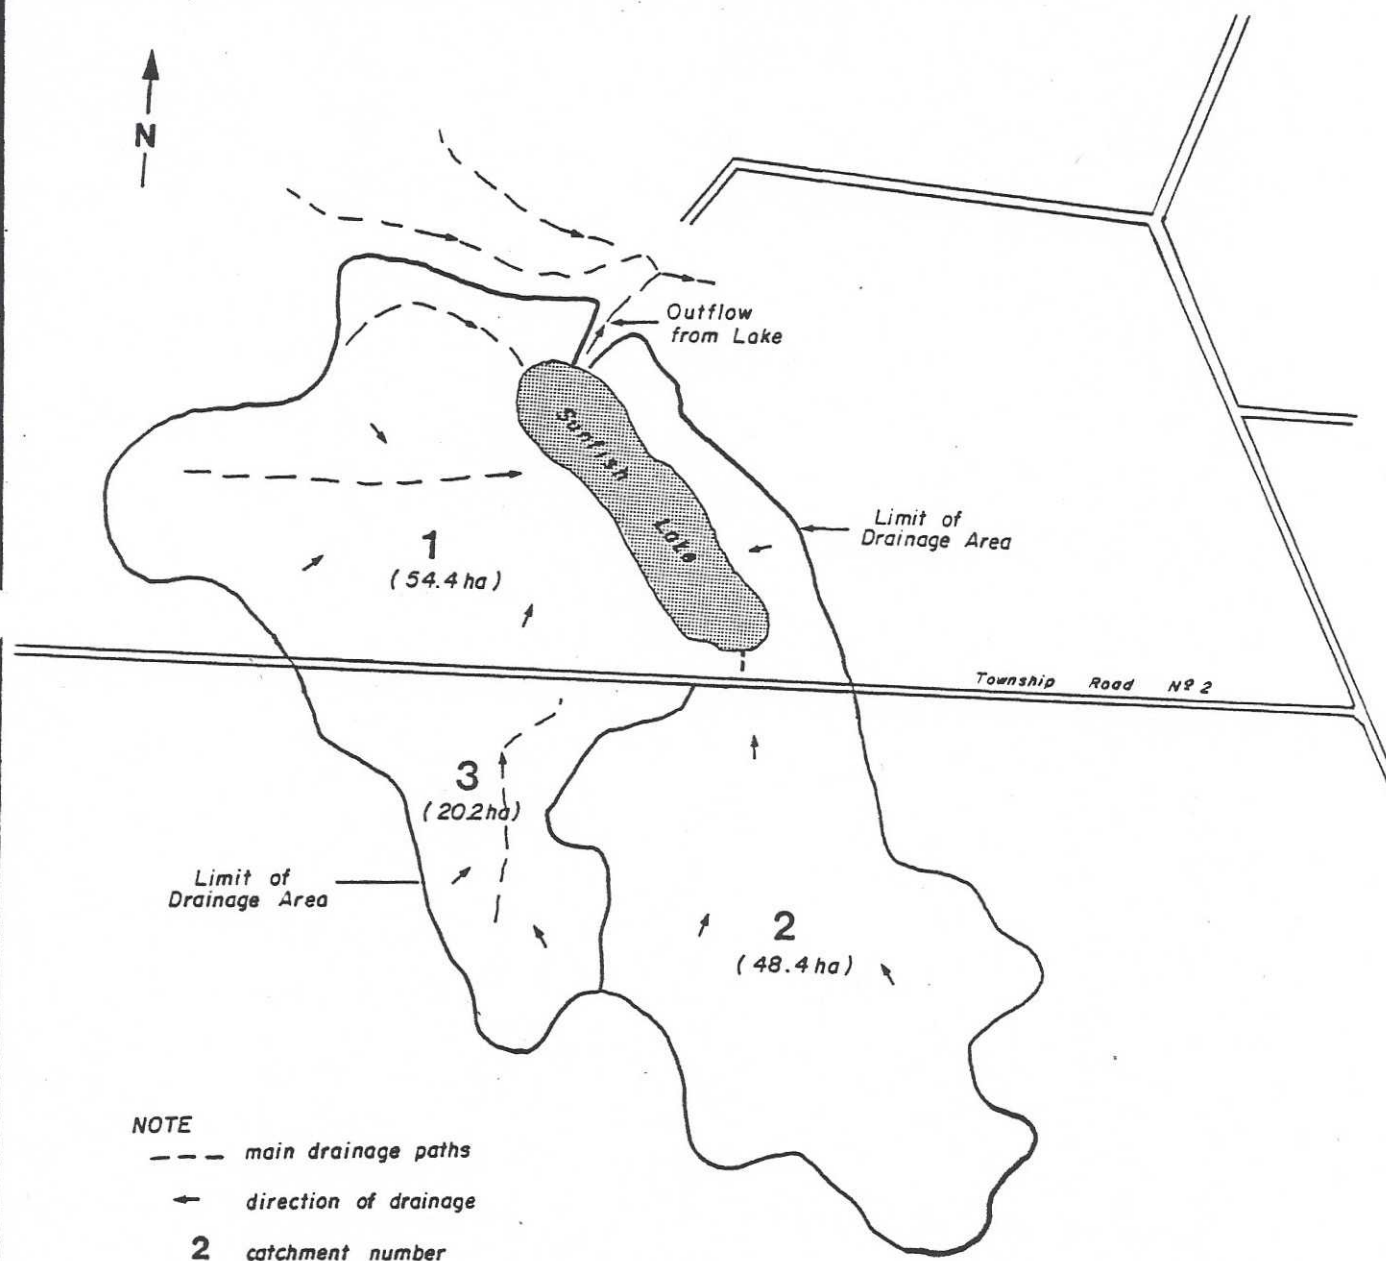 N
Outflow
from Lake
Sunfish
Lake
Limit of
Drainage Area
1
(54.4 ha)
Township Road Nº 2
3
(20.2 ha)
Limit of
Drainage Area
2
(48.4 ha)
NOTE
main drainage paths
direction of drainage
2 catchment number